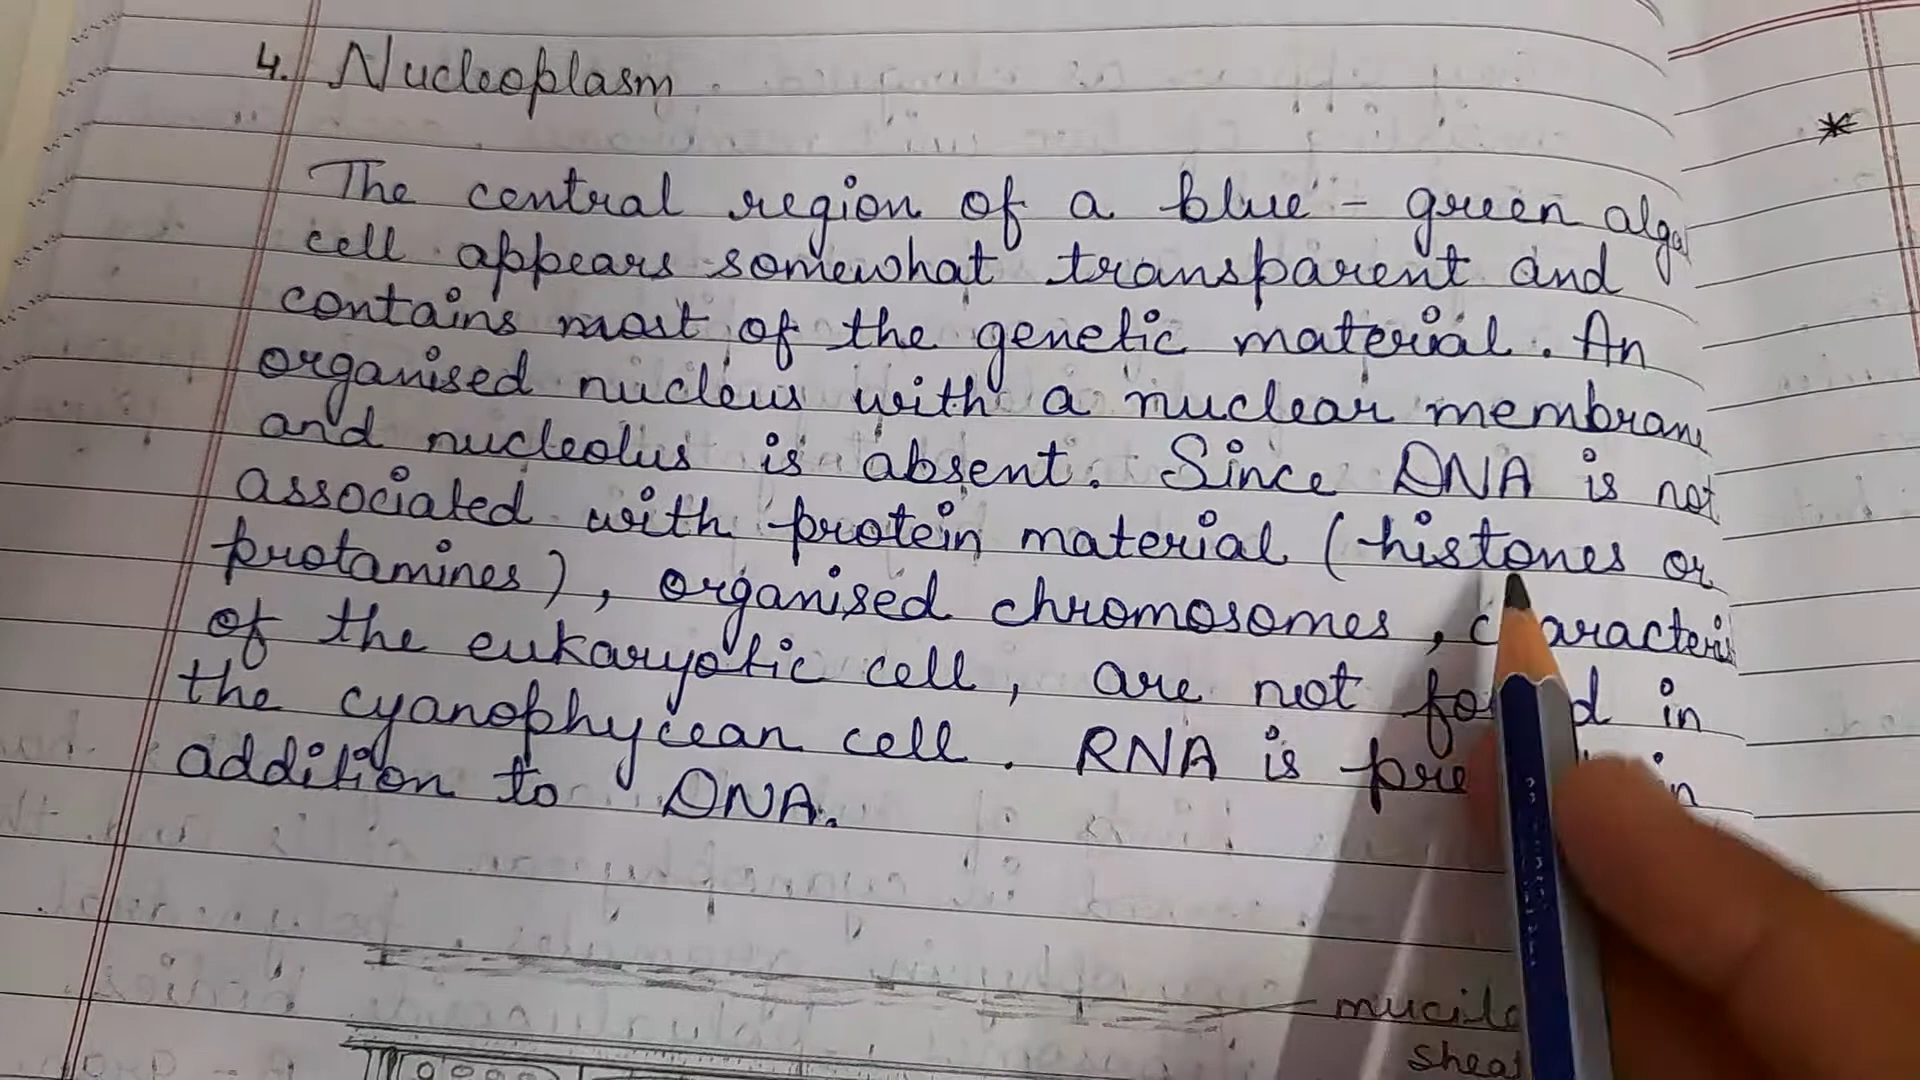 4. Nucleoplasm
The central region of a blue-green alga
cell appears somewhat transparent and
contains most of the genetic material. An
organised nucleus with a nuclear membran
and nucleolus is absent. Since DNA is not
associated with protein material (histones or
protamines), organised chromosomes,
of the eukaryotic cell, are not in
the cyanophycean cell. RNA is in
addition to DNA.